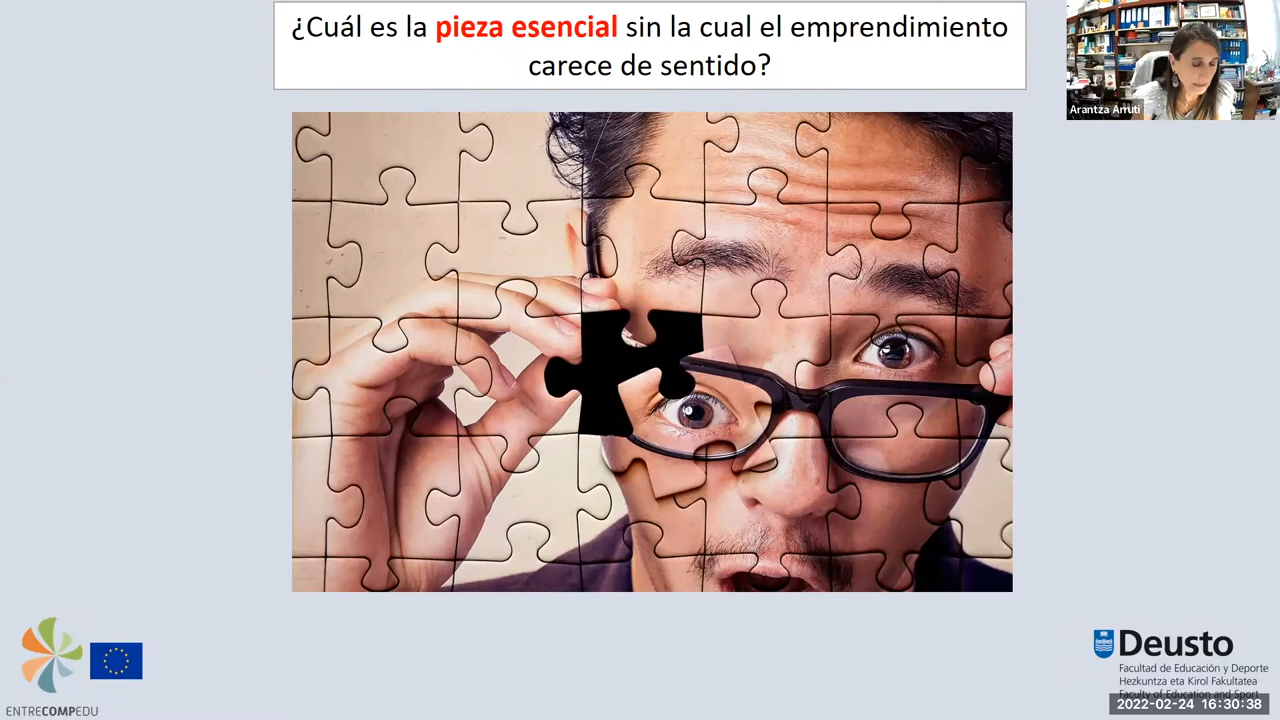 ¿Cuál es la pieza esencial sin la cual el emprendimiento
carece de sentido?
Arantza Arruti
ENTRECOMPEDU
Deusto
Facultad de Educación y Deporte
Hezkuntza eta Kirol Fakultatea
Faculty of Education and Sport
2022-02-24 16:30:38